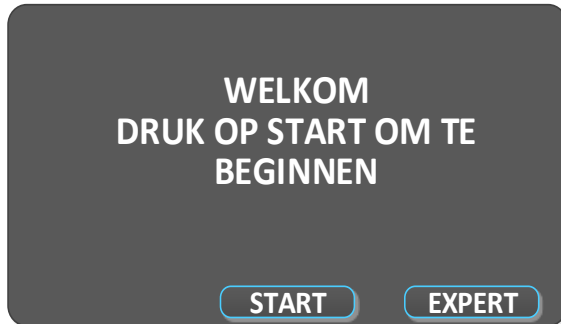 WELKOM
DRUK OP START OM TE
BEGINNEN
START EXPERT